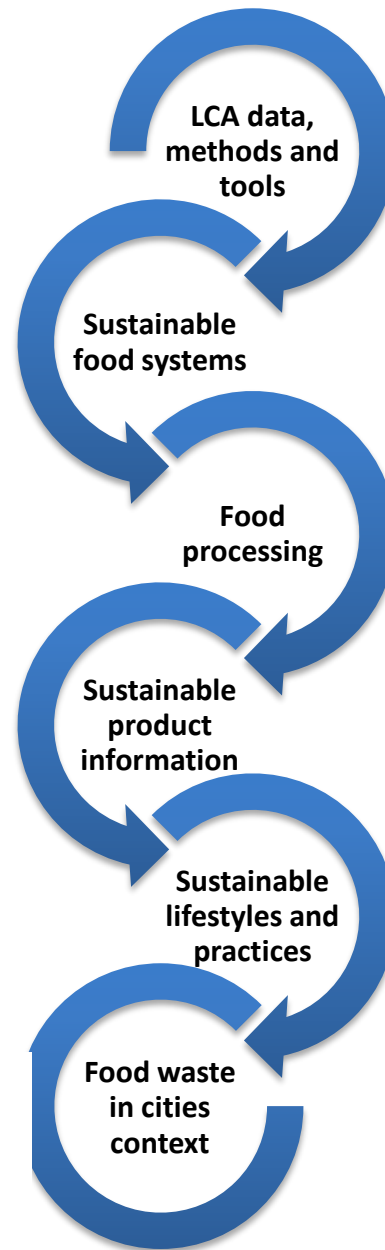 LCA data,
methods and
tools
Sustainable
food systems
Food
processing
Sustainable
product
information
Sustainable
lifestyles and
practices
Food waste
in cities
context